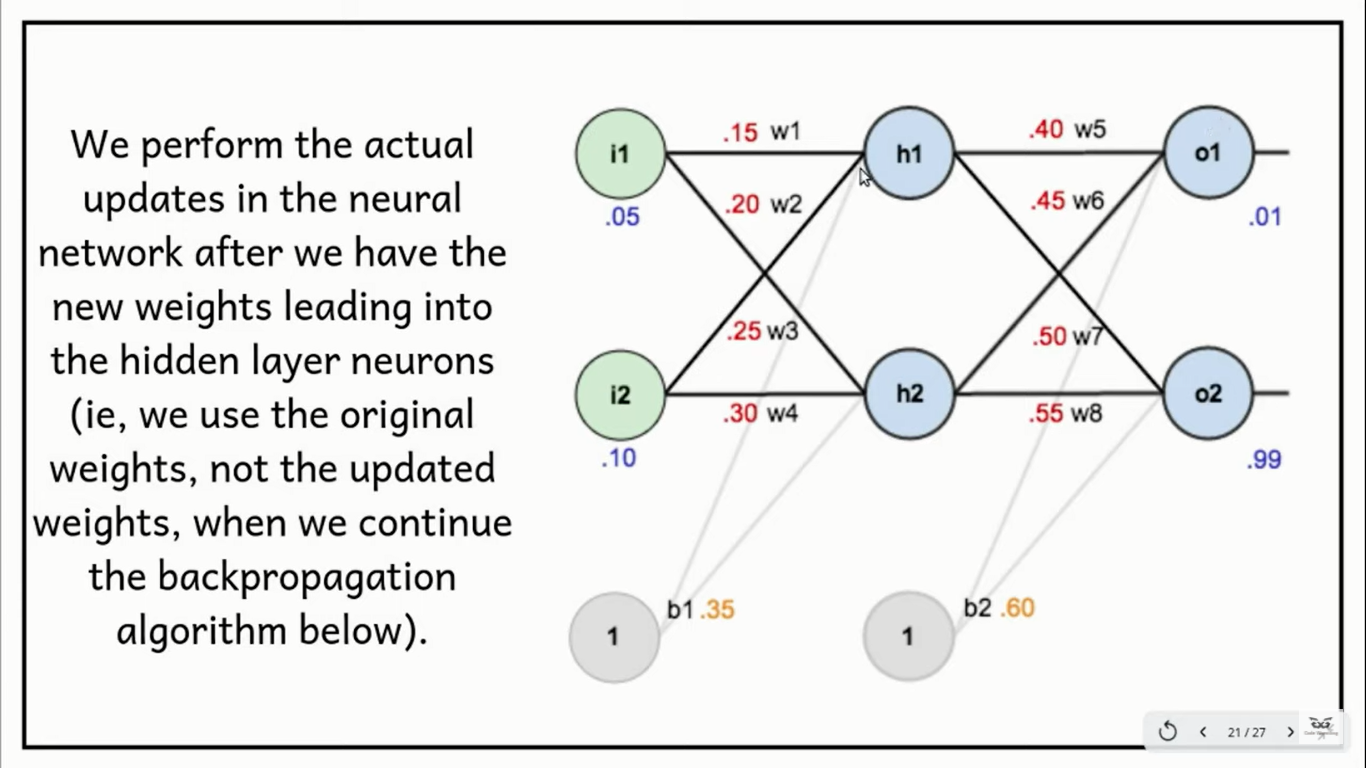 We perform the actual
updates in the neural
network after we have the
new weights leading into
the hidden layer neurons
(ie, we use the original
weights, not the updated
weights, when we continue
the backpropagation
algorithm below).
i1
.15 w1
h1
.40 w5
o1
.05
.20 w2
.45 w6
.01
.25 w3
.50 w7
i2
.30 w4
h2
.55 w8
o2
.10
.99
1
b1 .35
1
b2 .60
21 / 27